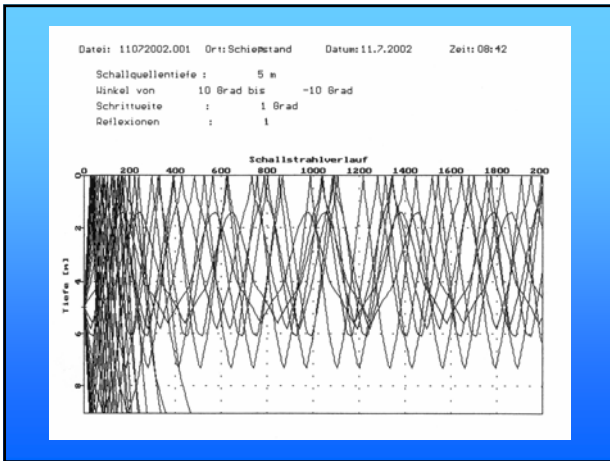 Datei: 11072002.001 Ort: Schießstand Datum: 11.7.2002 Zeit: 08:42
Schallquellentiefe : 5 m
Winkel von 10 Grad bis -10 Grad
Schrittweite : 1 Grad
Reflexionen : 1
Schallstrahlverlauf
0 200 400 600 800 1000 1200 1400 1600 1800 200
0
2
4
6
8
Tiefe [m]